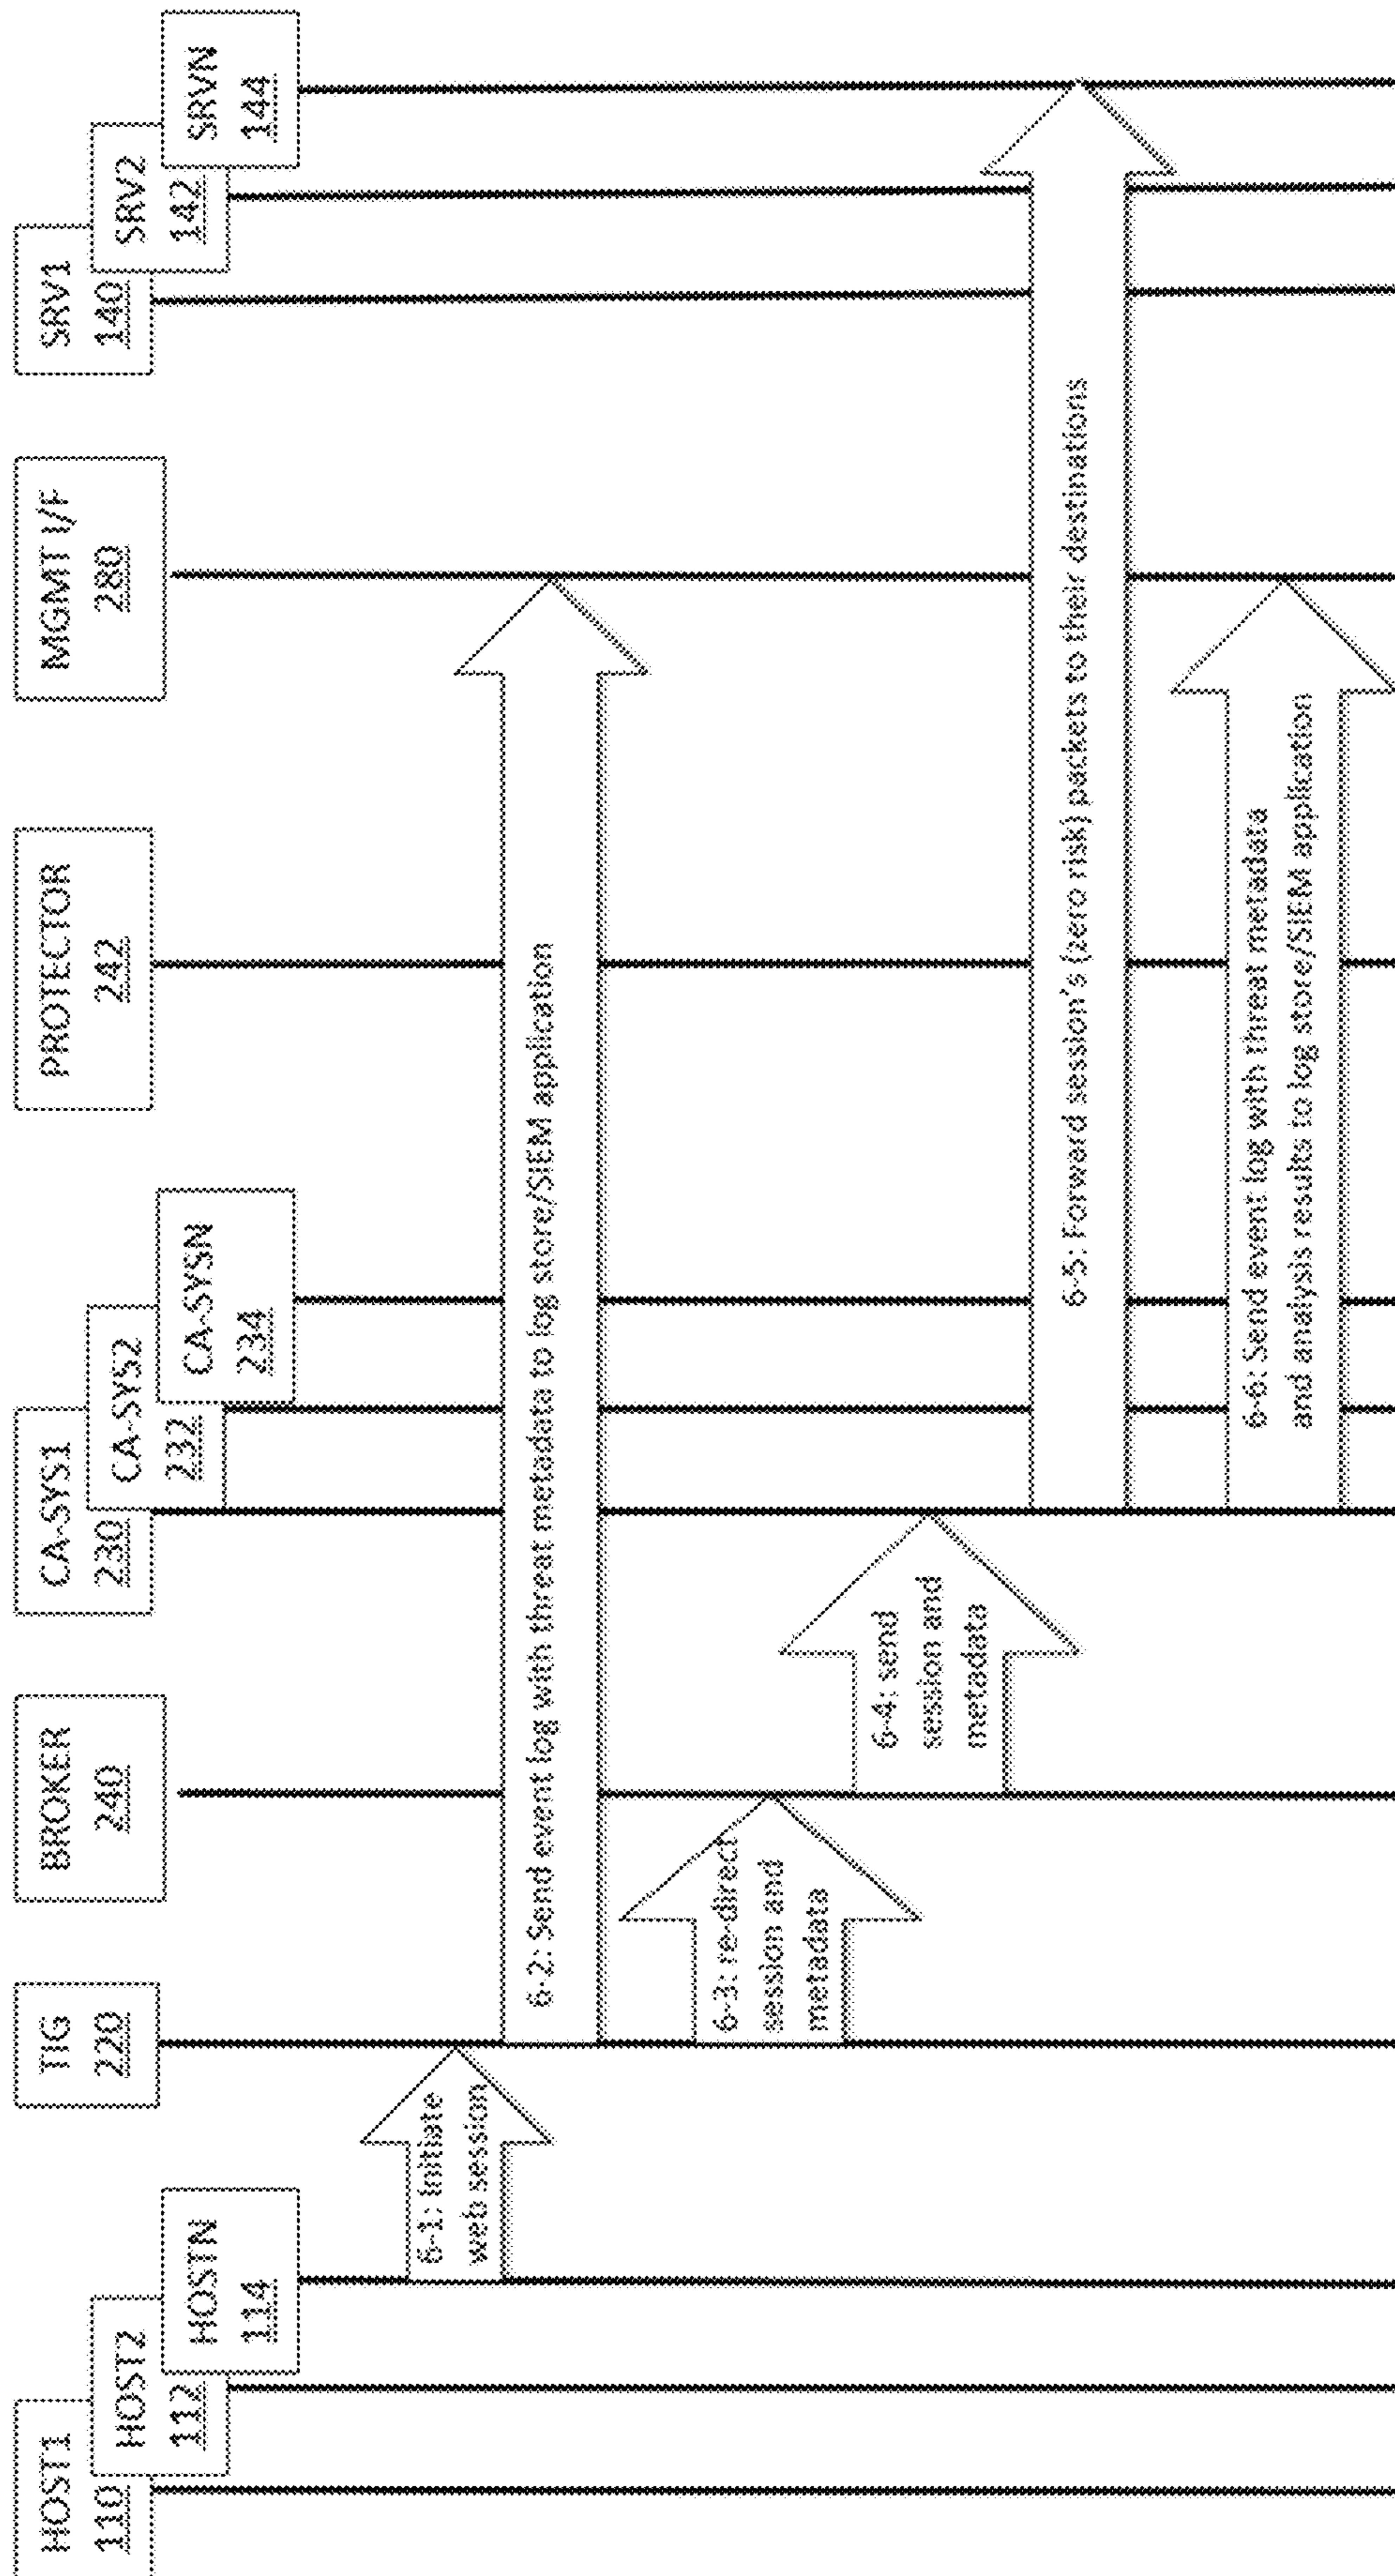 HOST1
110
HOST2
112
HOSTN
114
TIG
220
BROKER
240
CA-SYS1
230
CA-SYS2
232
CA-SYSN
234
PROTECTOR
242
MGMT I/F
280
SRV1
140
SRV2
142
SRVN
144
6-1: Initiate
web session
6-2: Send event log with threat metadata to log store/SIEM application
6-3: re-direct
session and
metadata
6-4: send
session and
metadata
6-5: Forward session's (zero risk) packets to their destinations
6-6: Send event log with threat metadata
and analysis results to log store/SIEM application